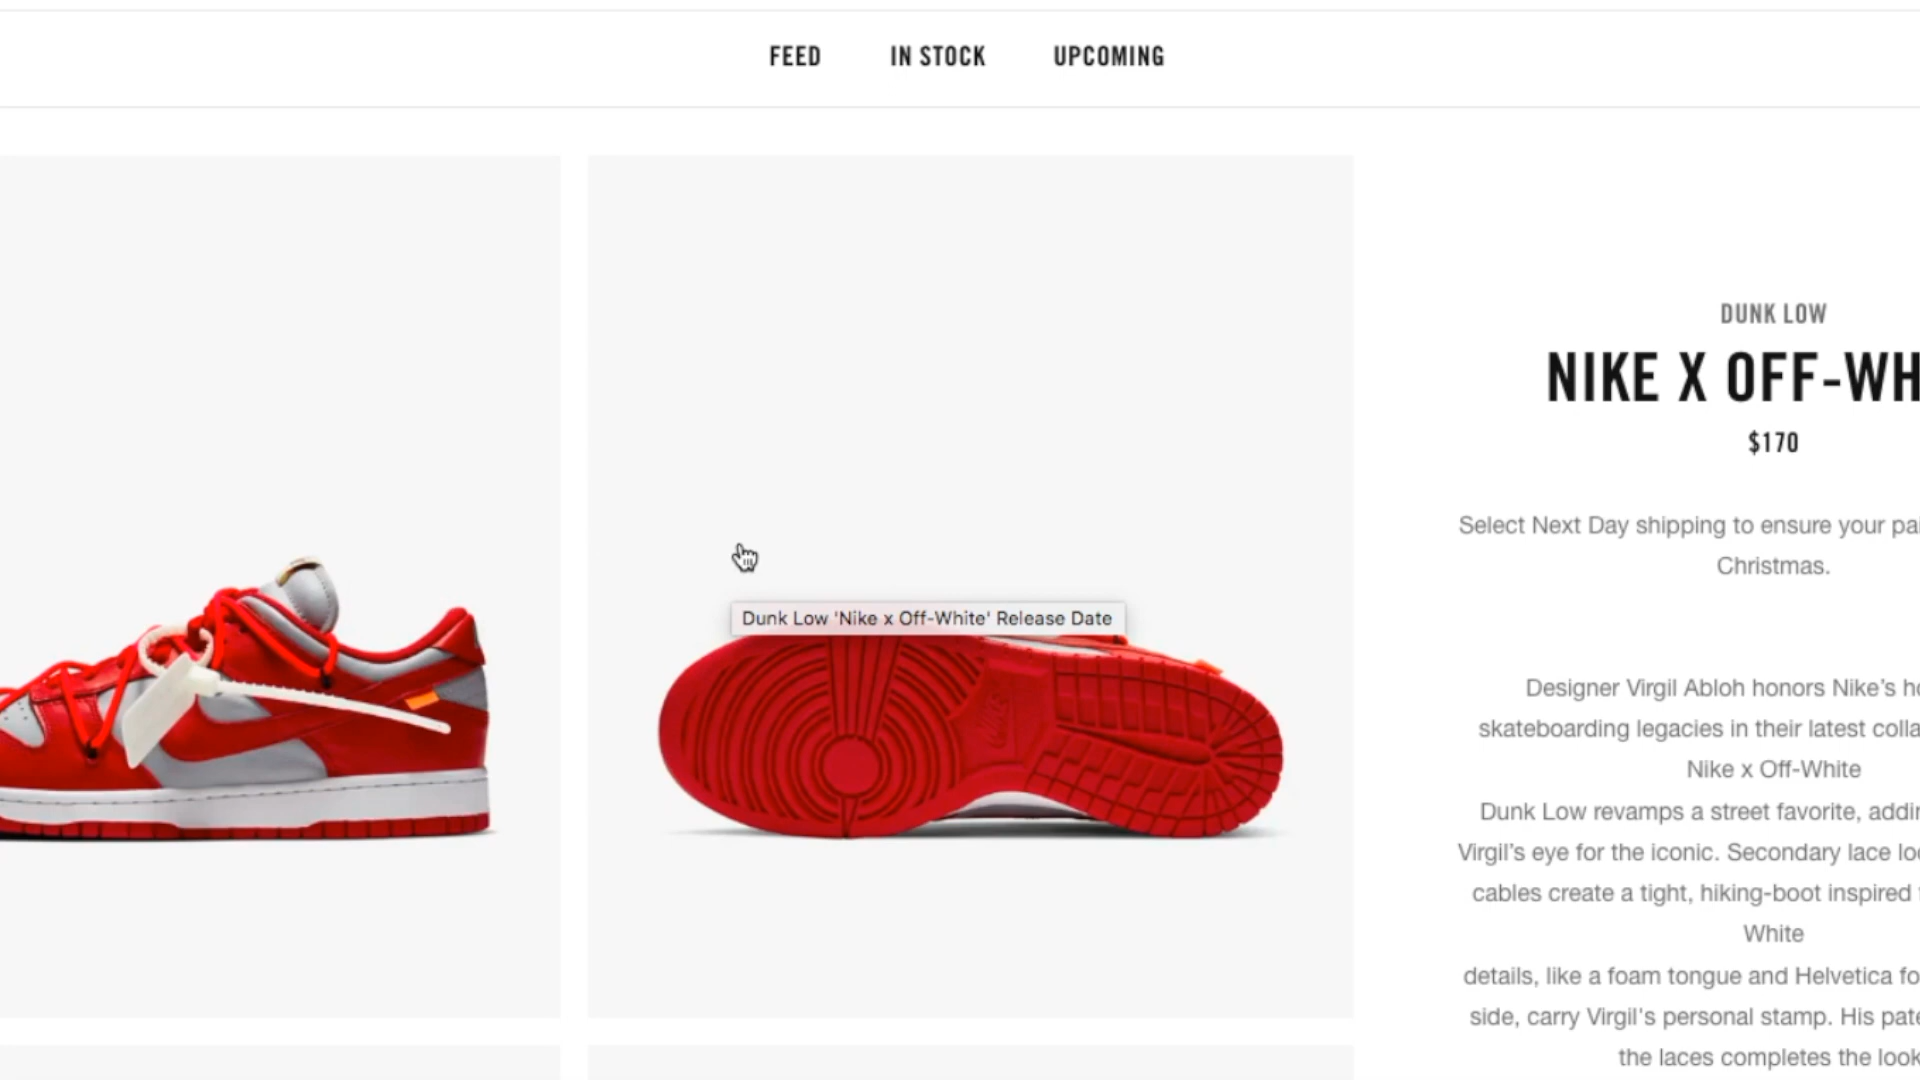 FEED IN STOCK UPCOMING
DUNK LOW
NIKE X OFF-WH
$170
Select Next Day shipping to ensure your pai
Christmas.
Dunk Low 'Nike x Off-White' Release Date
Designer Virgil Abloh honors Nike’s h
skateboarding legacies in their latest colla
Nike x Off-White
Dunk Low revamps a street favorite, addi
Virgil’s eye for the iconic. Secondary lace lo
cables create a tight, hiking-boot inspired
White
details, like a foam tongue and Helvetica fo
side, carry Virgil's personal stamp. His pat
the laces completes the look
NIKE